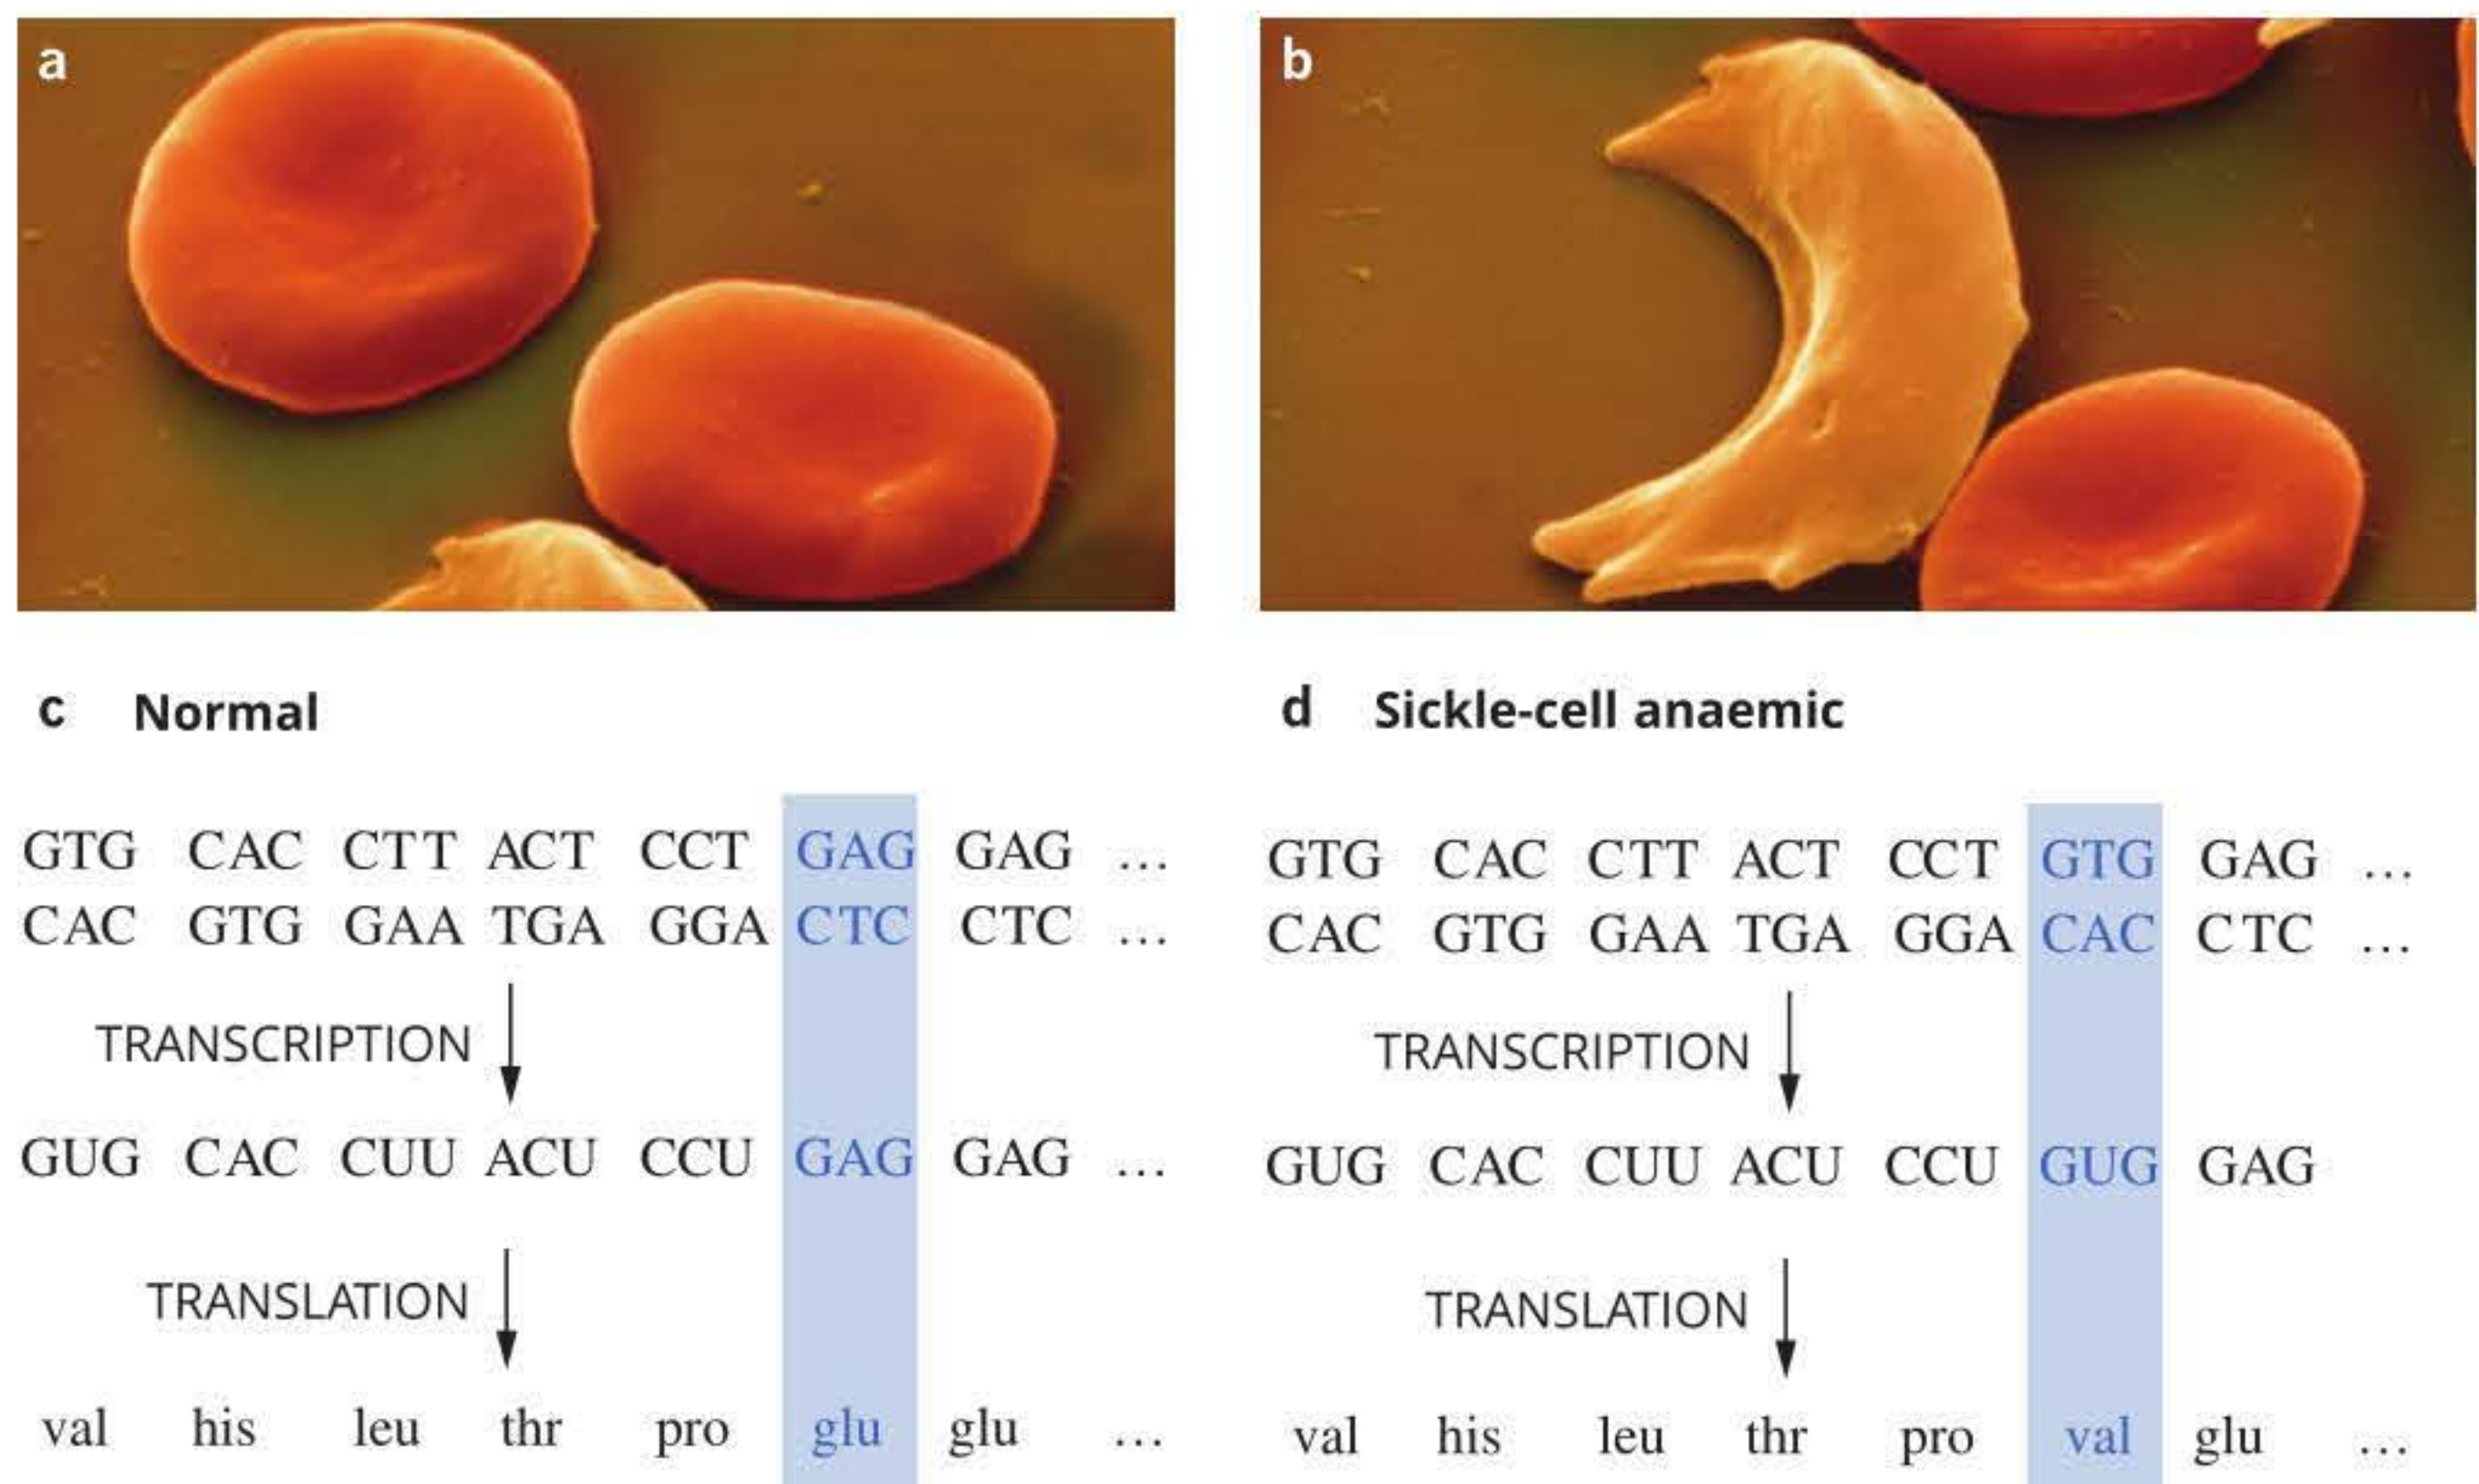 a
b
c Normal
GTG CAC CTT ACT CCT GAG GAG ...
CAC GTG GAA TGA GGA CTC CTC ...
TRANSCRIPTION
GUG CAC CUU ACU CCU GAG GAG ...
TRANSLATION
val his leu thr pro glu glu ...
d Sickle-cell anaemic
GTG CAC CTT ACT CCT GTG GAG ...
CAC GTG GAA TGA GGA CAC CTC ...
TRANSCRIPTION
GUG CAC CUU ACU CCU GUG GAG
TRANSLATION
val his leu thr pro val glu ...